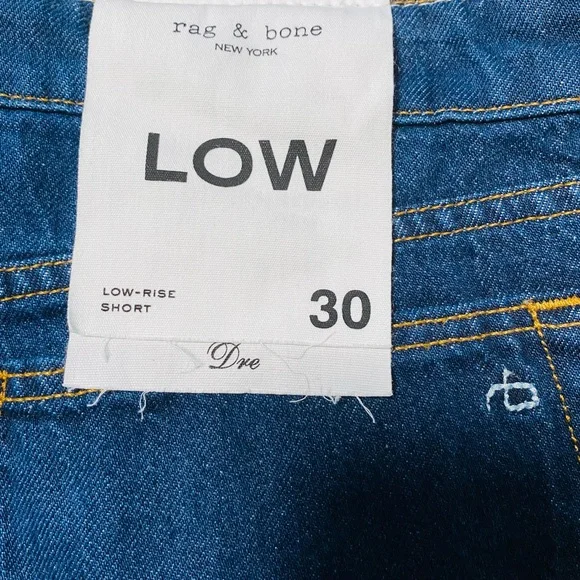 rag & bone
NEW YORK
LOW
LOW-RISE
SHORT
30
Dre